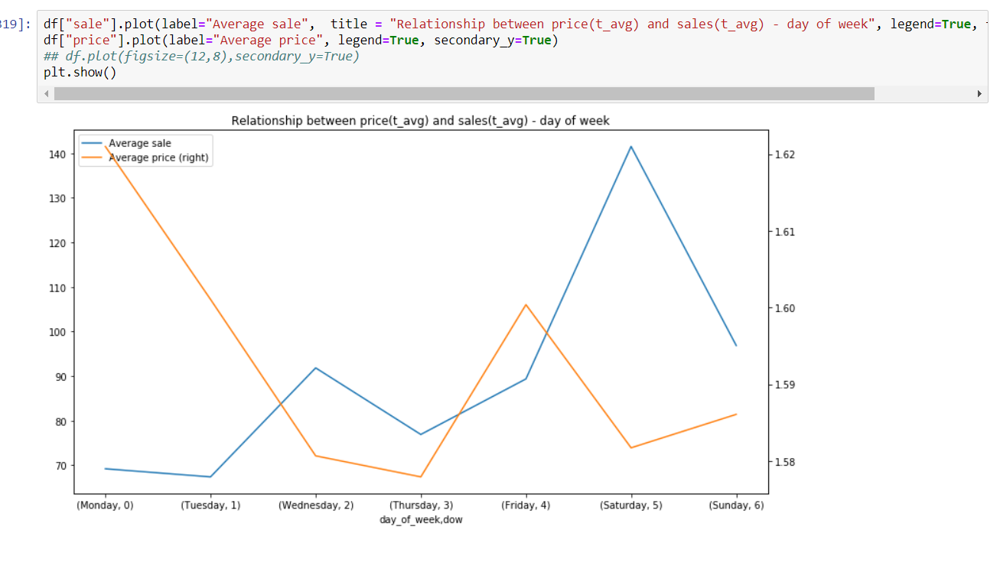 319]: df["sale"].plot(label="Average sale",  title = "Relationship between price(t_avg) and sales(t_avg) - day of week", legend=True,
df["price"].plot(label="Average price", legend=True, secondary_y=True)
## df.plot(figsize=(12,8),secondary_y=True)
plt.show()
Relationship between price(t_avg) and sales(t_avg) - day of week
Average sale
Average price (right)
140
130
120
110
100
90
80
70
1.62
1.61
1.60
1.59
1.58
(Monday, 0) (Tuesday, 1) (Wednesday, 2) (Thursday, 3) (Friday, 4) (Saturday, 5) (Sunday, 6)
day_of_week,dow